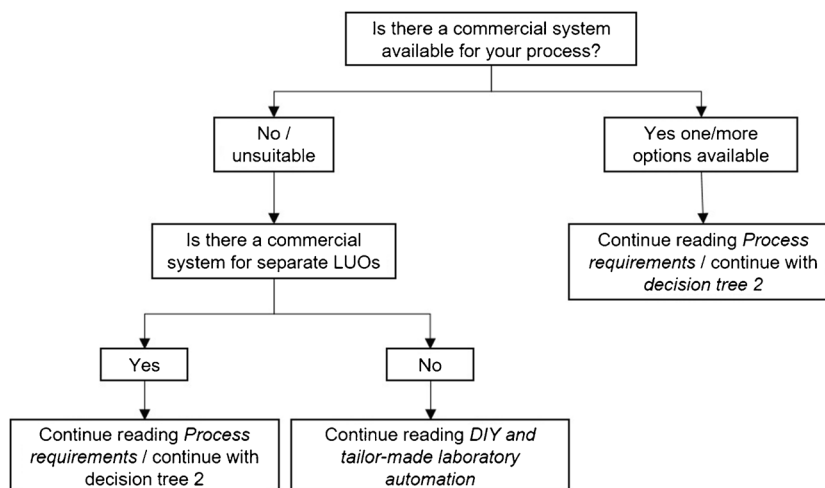 Is there a commercial system
available for your process?
No /
unsuitable
Yes one/more
options available
Is there a commercial
system for separate LUOs
Continue reading Process
requirements / continue with
decision tree 2
Yes
No
Continue reading Process
requirements / continue with
decision tree 2
Continue reading DIY and
tailor-made laboratory
automation